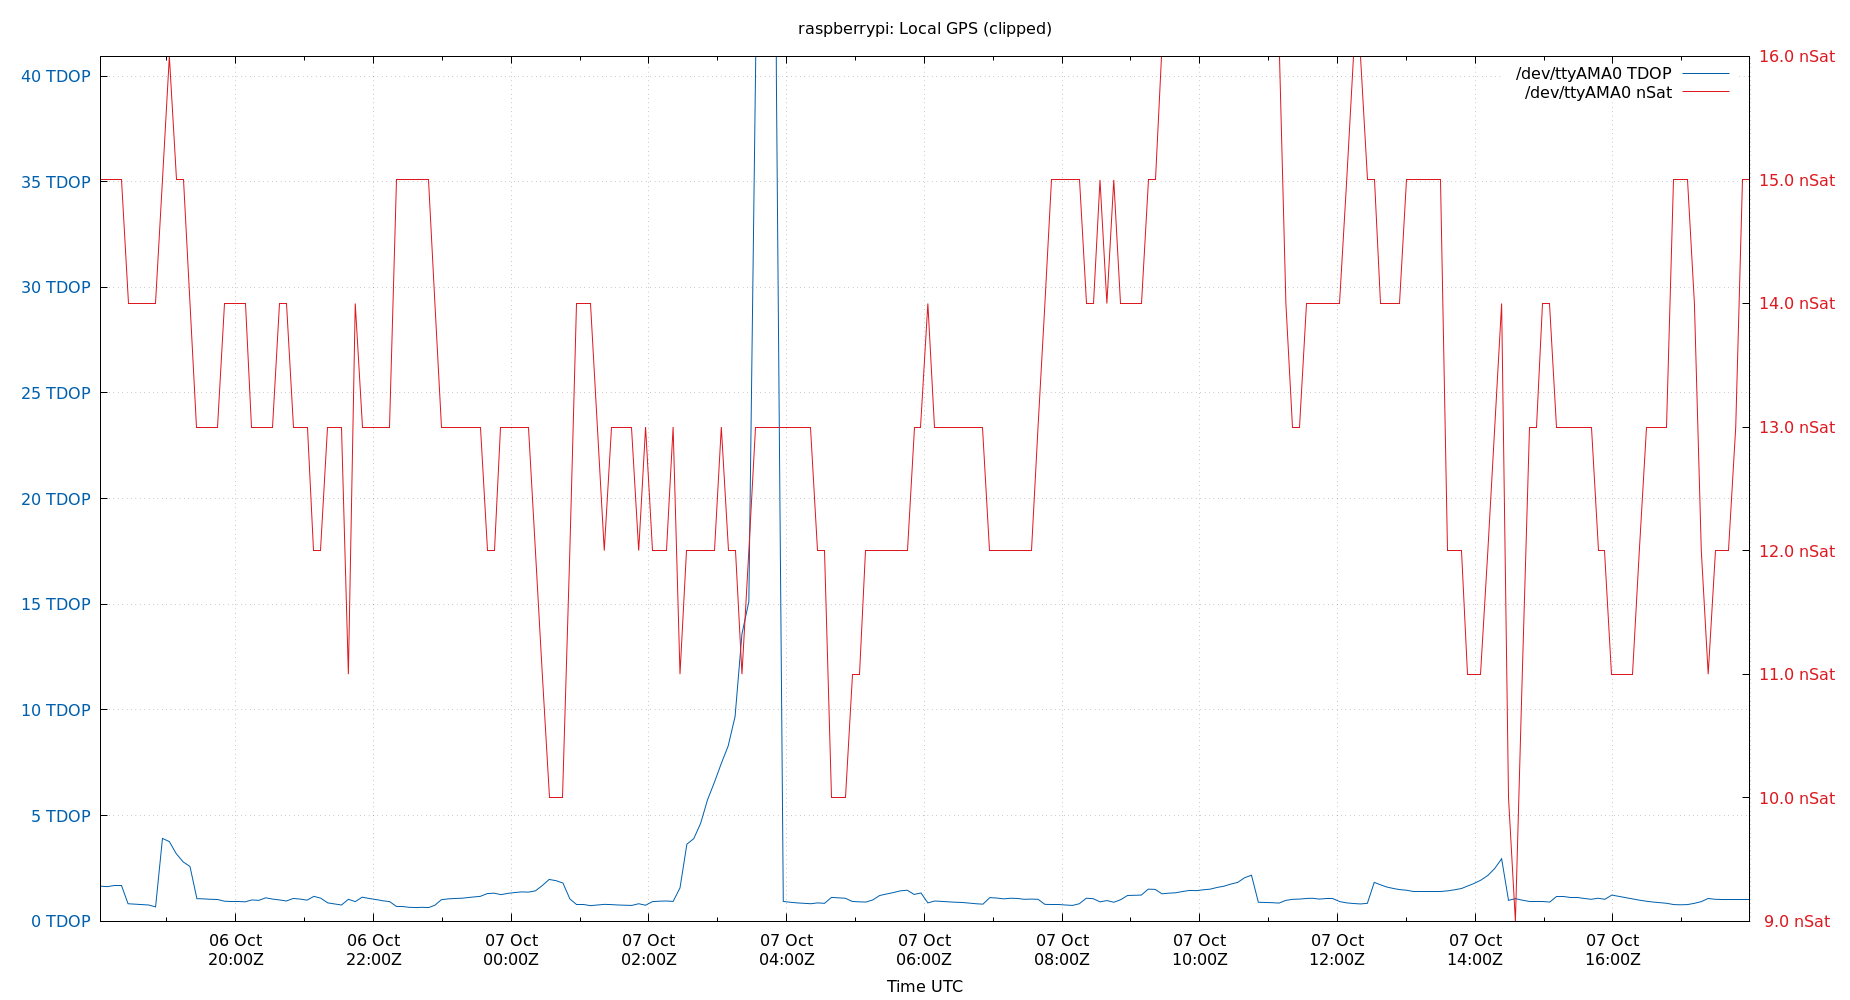 raspberrypi: Local GPS (clipped)
/dev/ttyAMA0 TDOP
/dev/ttyAMA0 nSat
40 TDOP
35 TDOP
30 TDOP
25 TDOP
20 TDOP
15 TDOP
10 TDOP
5 TDOP
0 TDOP
16.0 nSat
15.0 nSat
14.0 nSat
13.0 nSat
12.0 nSat
11.0 nSat
10.0 nSat
9.0 nSat
06 Oct
20:00Z
06 Oct
22:00Z
07 Oct
00:00Z
07 Oct
02:00Z
07 Oct
04:00Z
07 Oct
06:00Z
07 Oct
08:00Z
07 Oct
10:00Z
07 Oct
12:00Z
07 Oct
14:00Z
07 Oct
16:00Z
Time UTC